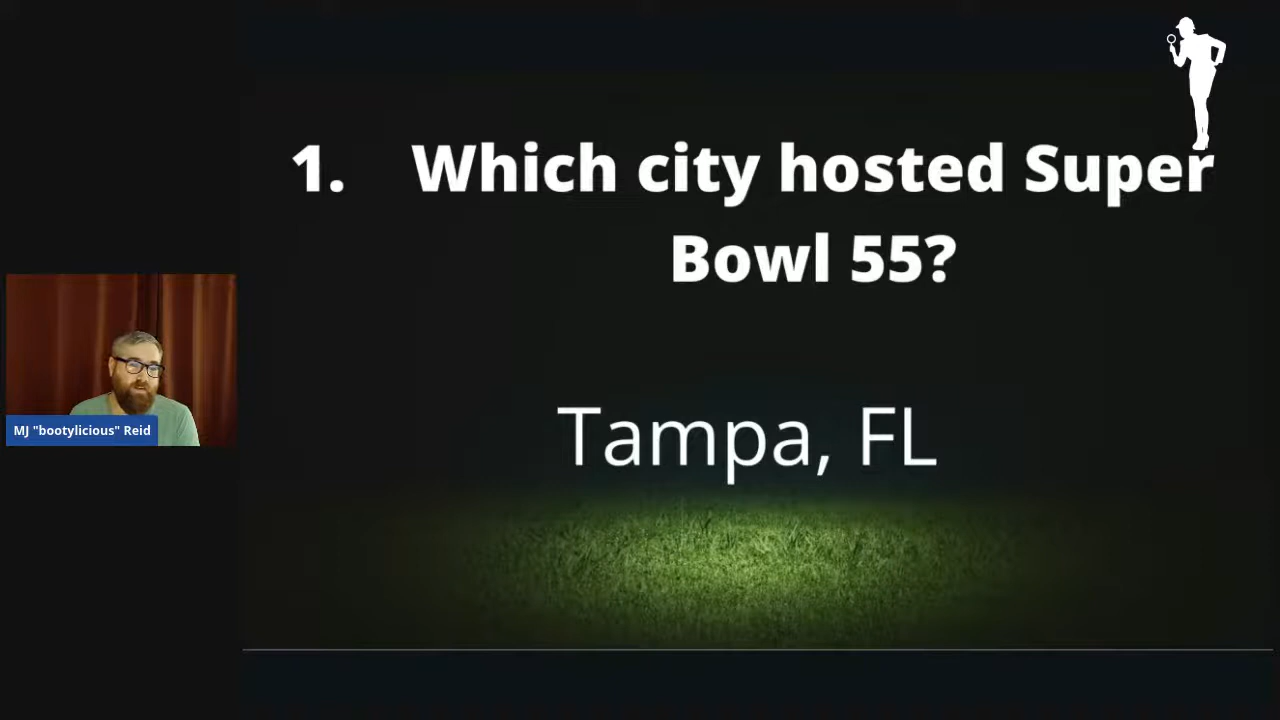 1. Which city hosted Super
Bowl 55?
Tampa, FL
MJ "bootylicious" Reid